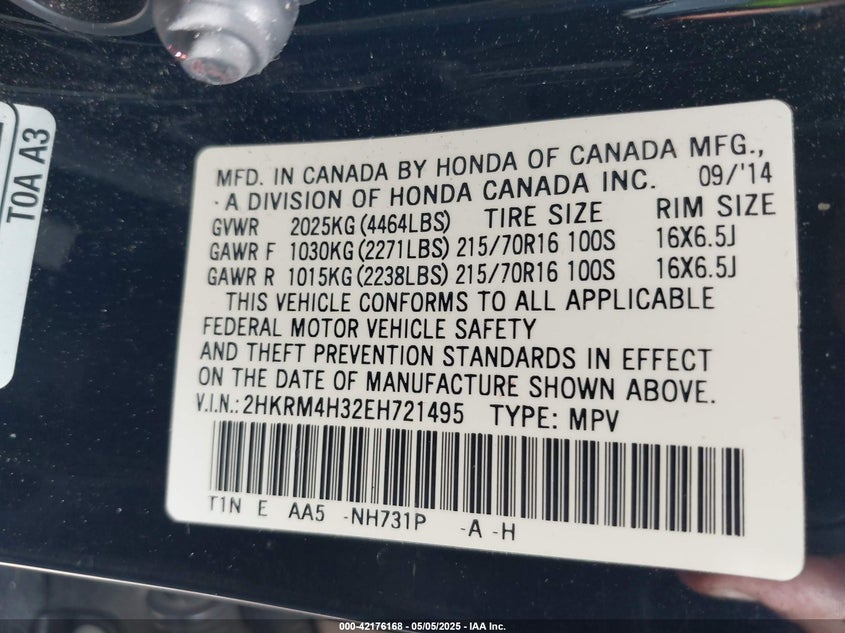 T0A A3
MFD. IN CANADA BY HONDA OF CANADA MFG.,
A DIVISION OF HONDA CANADA INC. 09/'14
GVWR 2025KG (4464LBS) TIRE SIZE RIM SIZE
GAWR F 1030KG (2271LBS) 215/70R16 100S 16X6.5J
GAWR R 1015KG (2238LBS) 215/70R16 100S 16X6.5J
THIS VEHICLE CONFORMS TO ALL APPLICABLE
FEDERAL MOTOR VEHICLE SAFETY
AND THEFT PREVENTION STANDARDS IN EFFECT
ON THE DATE OF MANUFACTURE SHOWN ABOVE.
V.I.N.: 2HKRM4H32EH721495 TYPE: MPV
T1N E AA5 -NH731P -A -H
000-42176168 - 05/05/2025 - IAA Inc.